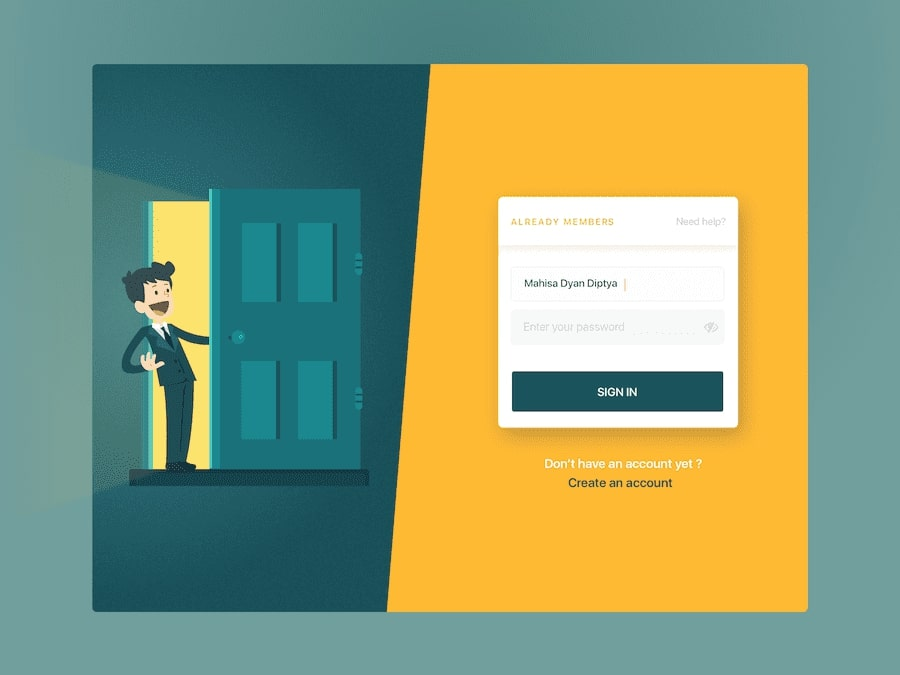 ALREADY MEMBERS
Need help?
Mahisa Dyan Diptya
Enter your password
SIGN IN
Don't have an account yet ?
Create an account